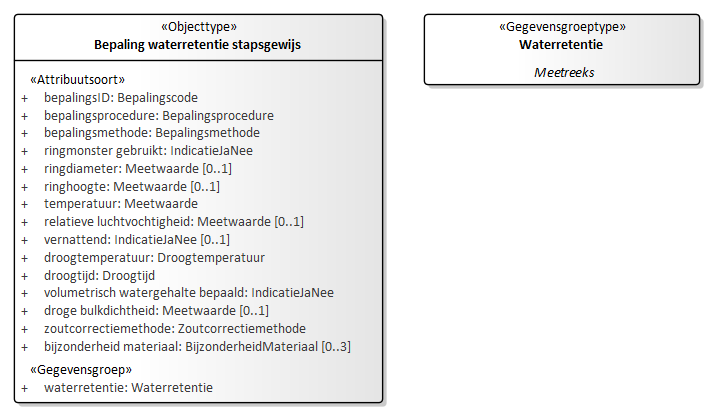 «Objecttype»
Bepaling waterretentie stapsgewijs
«Attribuutsoort»
+ bepalingsID: Bepalingscode
+ bepalingsprocedure: Bepalingsprocedure
+ bepalingsmethode: Bepalingsmethode
+ ringmonster gebruikt: IndicatieJaNee
+ ringdiameter: Meetwaarde [0..1]
+ ringhoogte: Meetwaarde [0..1]
+ temperatuur: Meetwaarde
+ relatieve luchtvochtigheid: Meetwaarde [0..1]
+ vernattend: IndicatieJaNee [0..1]
+ droogtemperatuur: Droogtemperatuur
+ droogtijd: Droogtijd
+ volumetrisch watergehalte bepaald: IndicatieJaNee
+ droge bulkdichtheid: Meetwaarde [0..1]
+ zoutcorrectiemethode: Zoutcorrectiemethode
+ bijzonderheid materiaal: BijzonderheidMateriaal [0..3]
«Gegevensgroep»
+ waterretentie: Waterretentie
«Gegevensgroeptype»
Waterretentie
Meetreeks